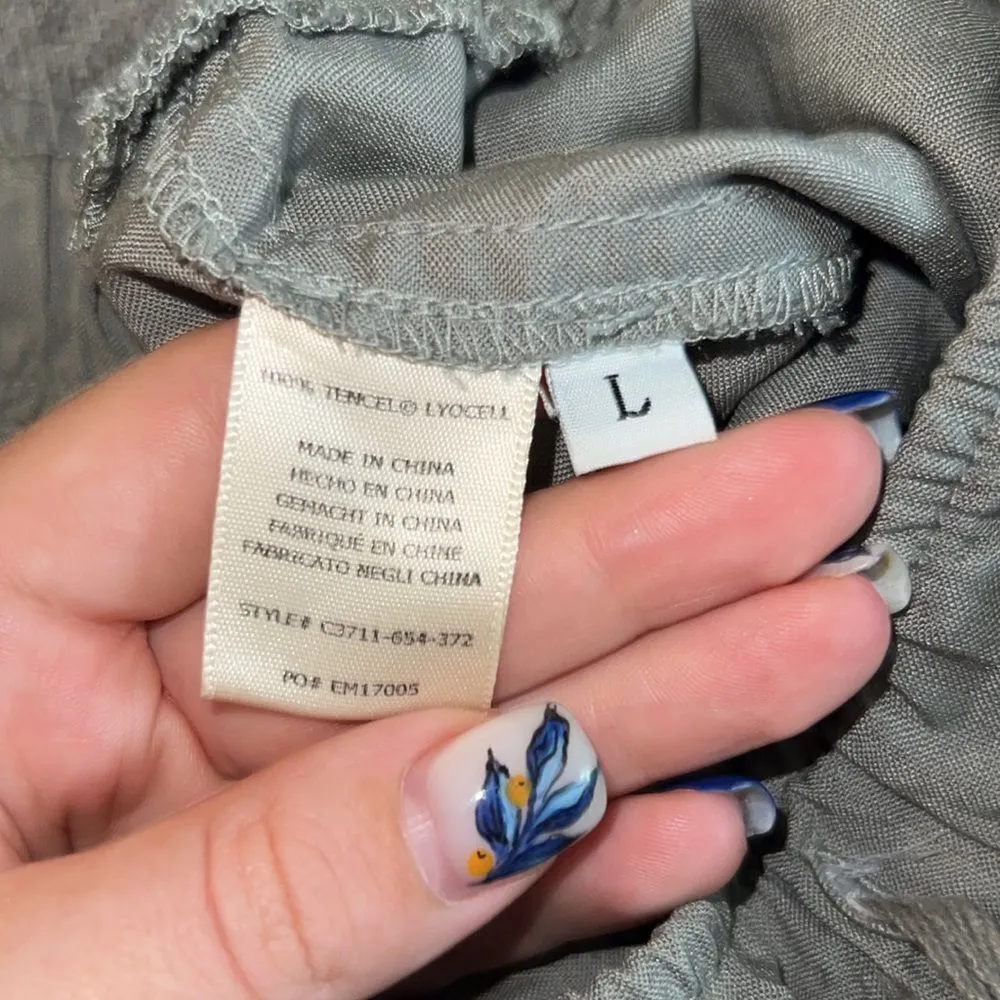 100% TENCEL© LYOCELL
MADE IN CHINA
HECHO EN CHINA
GEMACHT IN CHINA
FABRIQUÉ EN CHINE
FABRICATO NEGLI CHINA
STYLE# C3711-654-372
PO# EM17005
L